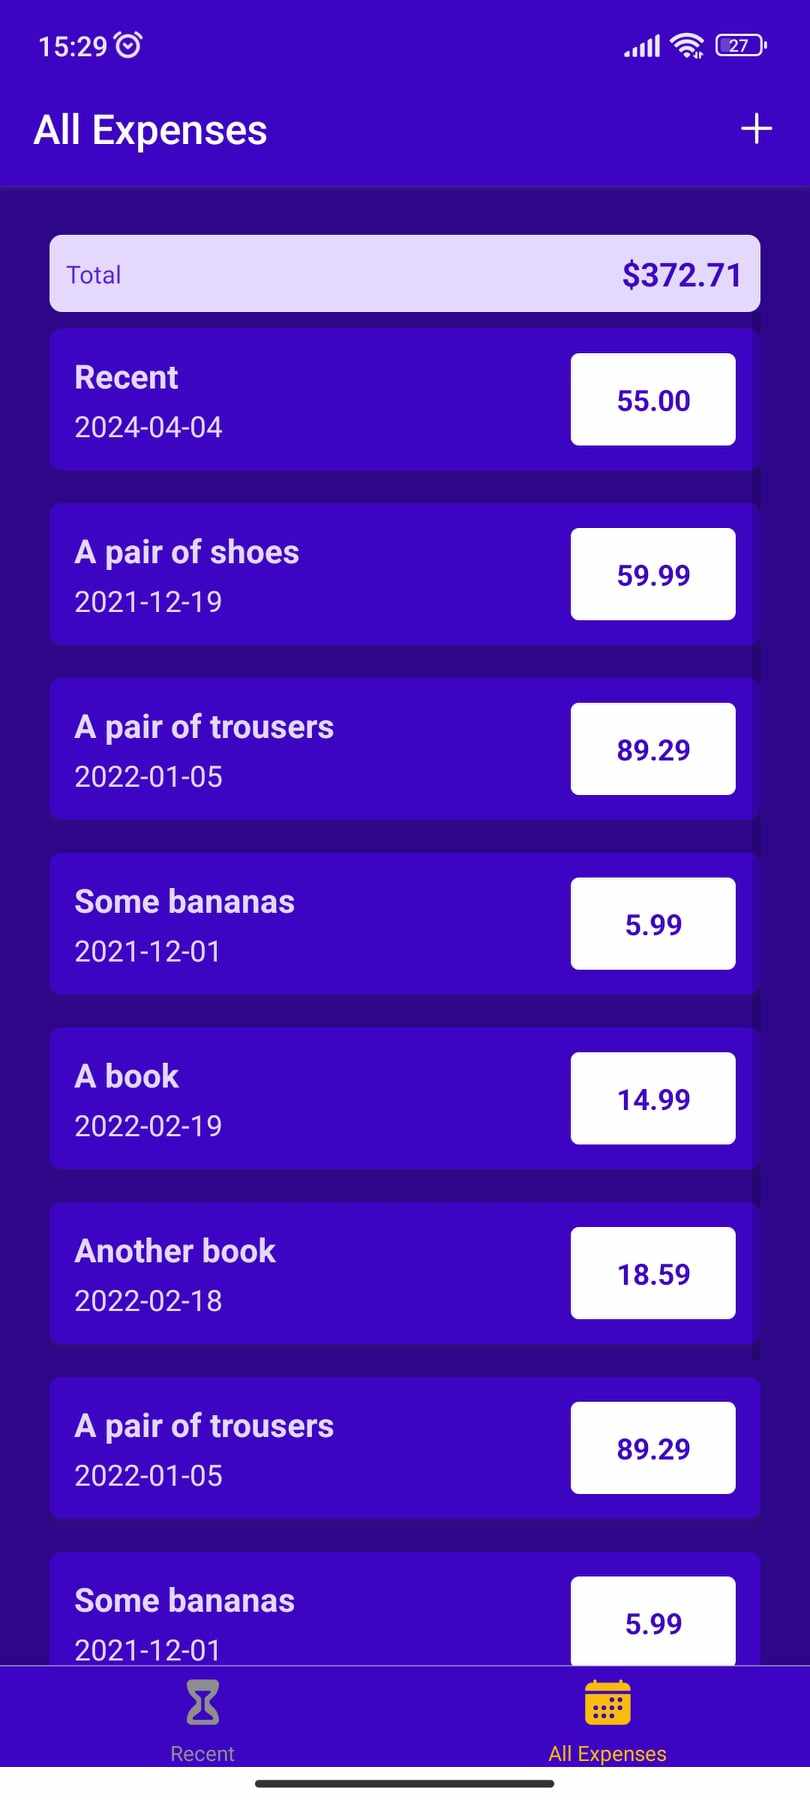 15:29 27
All Expenses +
Total $372.71
Recent
55.00
2024-04-04
A pair of shoes
59.99
2021-12-19
A pair of trousers
89.29
2022-01-05
Some bananas
5.99
2021-12-01
A book
14.99
2022-02-19
Another book
18.59
2022-02-18
A pair of trousers
89.29
2022-01-05
Some bananas
5.99
2021-12-01
Recent All Expenses